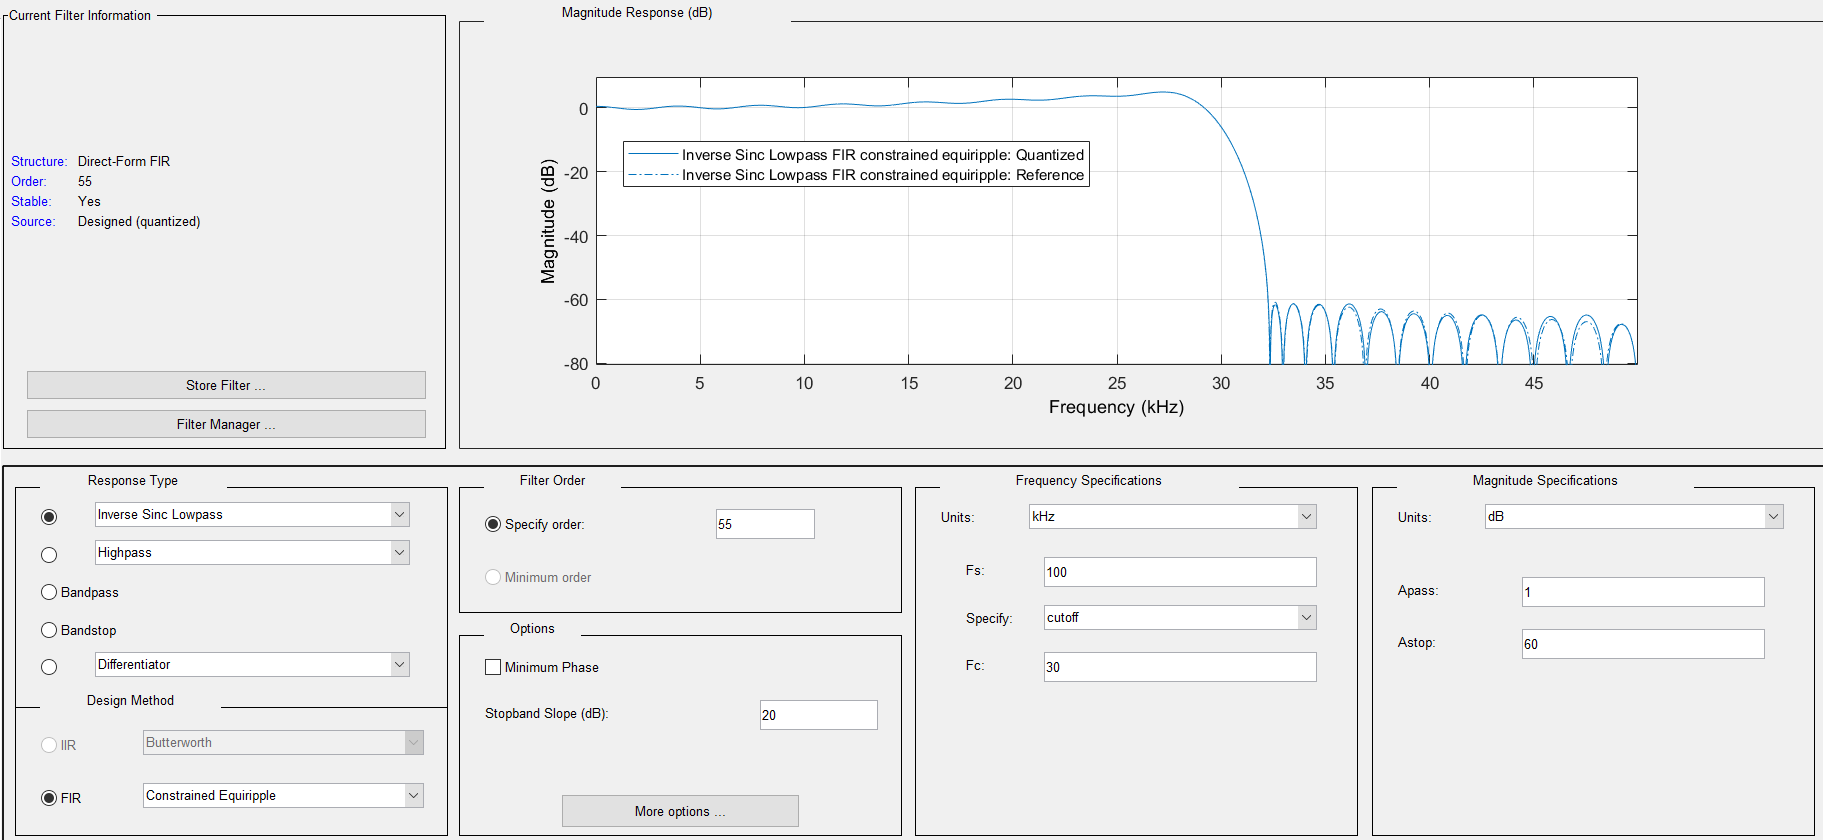 Current Filter Information
Structure: Direct-Form FIR
Order: 55
Stable: Yes
Source: Designed (quantized)
Store Filter ...
Filter Manager ...
Magnitude Response (dB)
Magnitude (dB)
0
-20
-40
-60
-80
Inverse Sinc Lowpass FIR constrained equiripple: Quantized
Inverse Sinc Lowpass FIR constrained equiripple: Reference
0 5 10 15 20 25 30 35 40 45
Frequency (kHz)
Response Type
Inverse Sinc Lowpass
Highpass
Bandpass
Bandstop
Differentiator
Design Method
IIR Butterworth
FIR Constrained Equiripple
Filter Order
Specify order: 55
Minimum order
Options
Minimum Phase
Stopband Slope (dB): 20
More options ...
Frequency Specifications
Units: kHz
Fs: 100
Specify: cutoff
Fc: 30
Magnitude Specifications
Units: dB
Apass: 1
Astop: 60